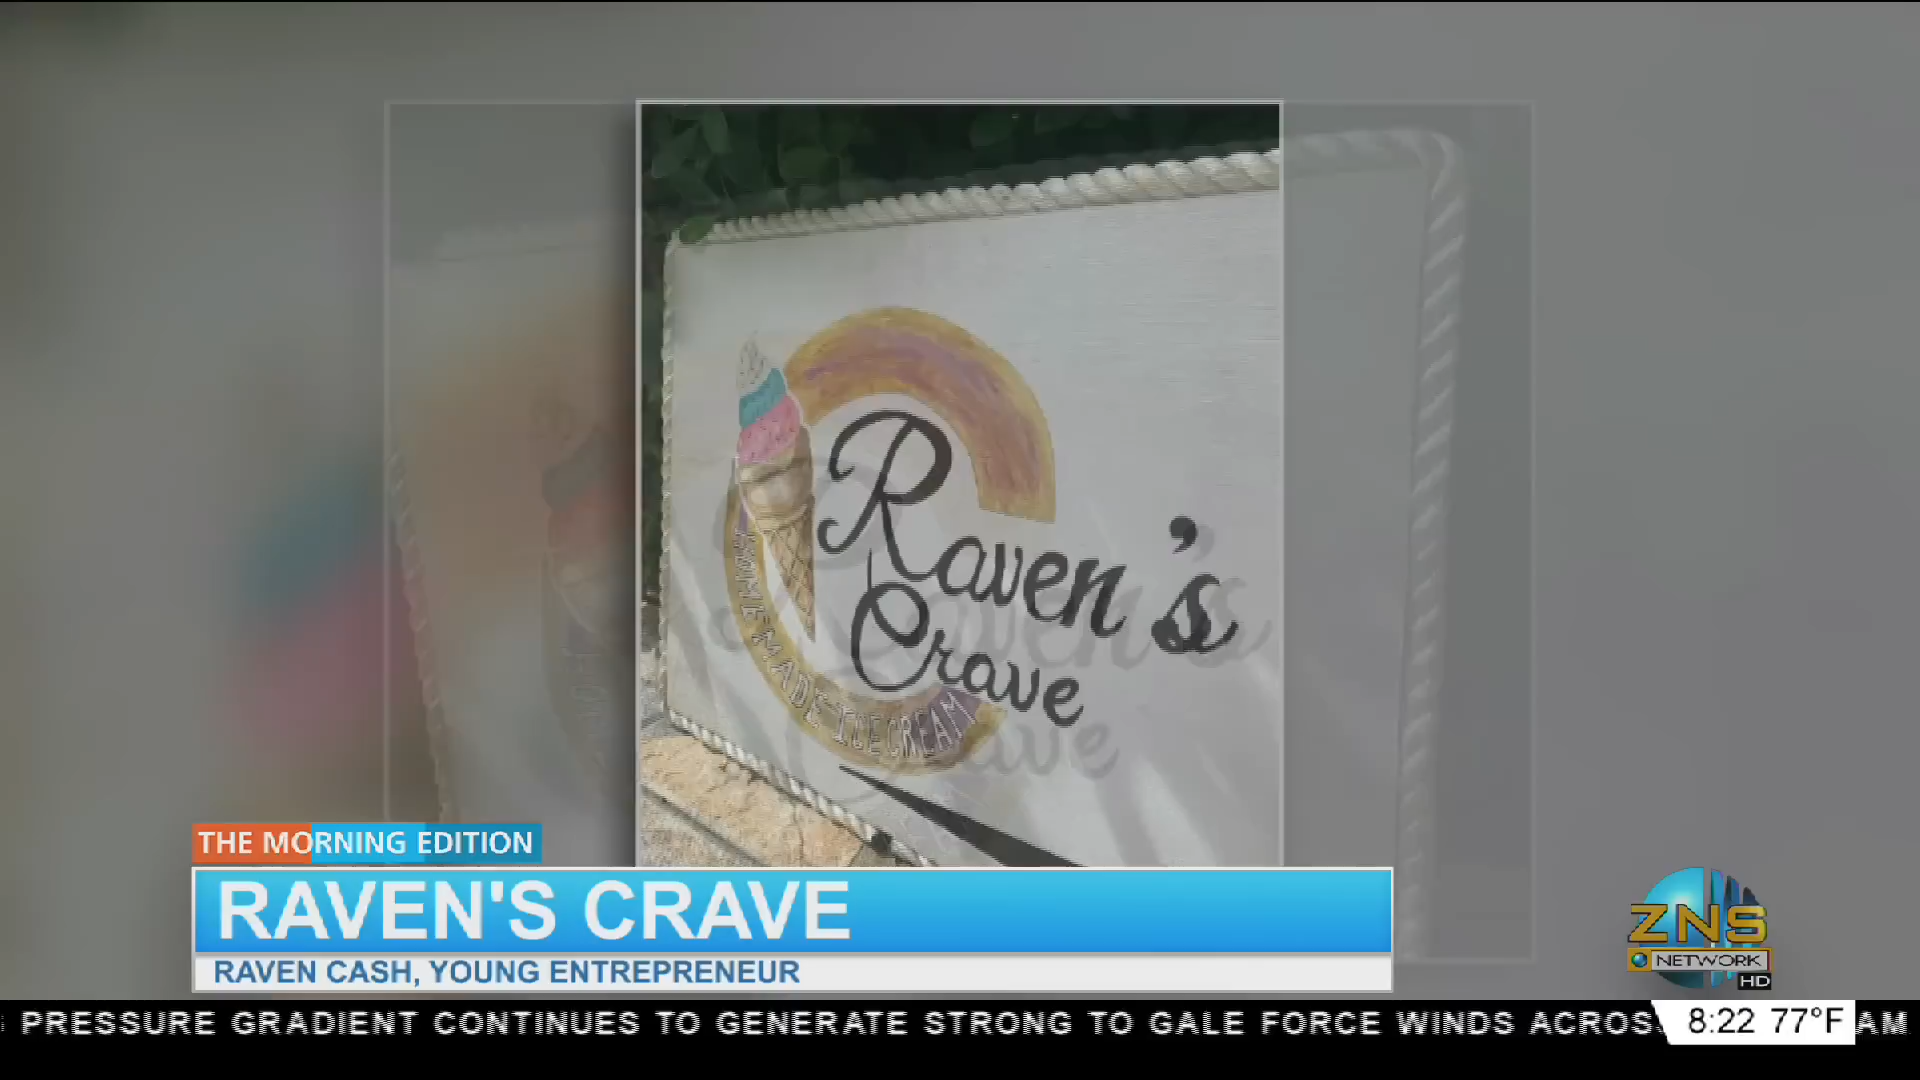 Raven's
Crave
HOMEMADE ICE CREAM
THE MORNING EDITION
RAVEN'S CRAVE
RAVEN CASH, YOUNG ENTREPRENEUR
ZNS
NETWORK
HD
PRESSURE GRADIENT CONTINUES TO GENERATE STRONG TO GALE FORCE WINDS ACROS
8:22 77°F
AM